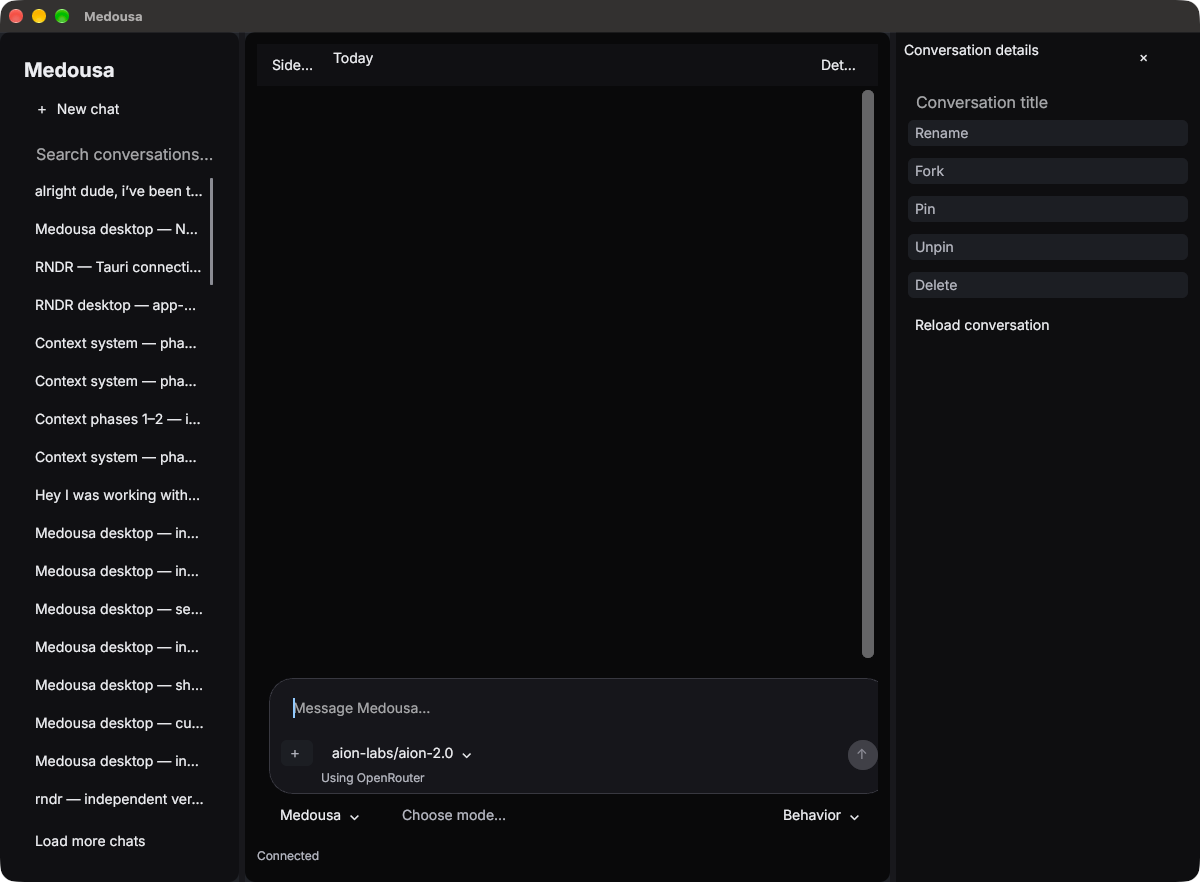 Medousa
Medousa
+ New chat
Search conversations...
alright dude, i’ve been t...
Medousa desktop — N...
RNDR — Tauri connecti...
RNDR desktop — app-...
Context system — pha...
Context system — pha...
Context phases 1–2 — i...
Context system — pha...
Hey I was working with...
Medousa desktop — in...
Medousa desktop — in...
Medousa desktop — se...
Medousa desktop — in...
Medousa desktop — sh...
Medousa desktop — cu...
Medousa desktop — in...
rndr — independent ver...
Load more chats
Side...
Today
Det...
Message Medousa...
+
aion-labs/aion-2.0
Using OpenRouter
Medousa
Choose mode...
Behavior
Connected
Conversation details
×
Conversation title
Rename
Fork
Pin
Unpin
Delete
Reload conversation